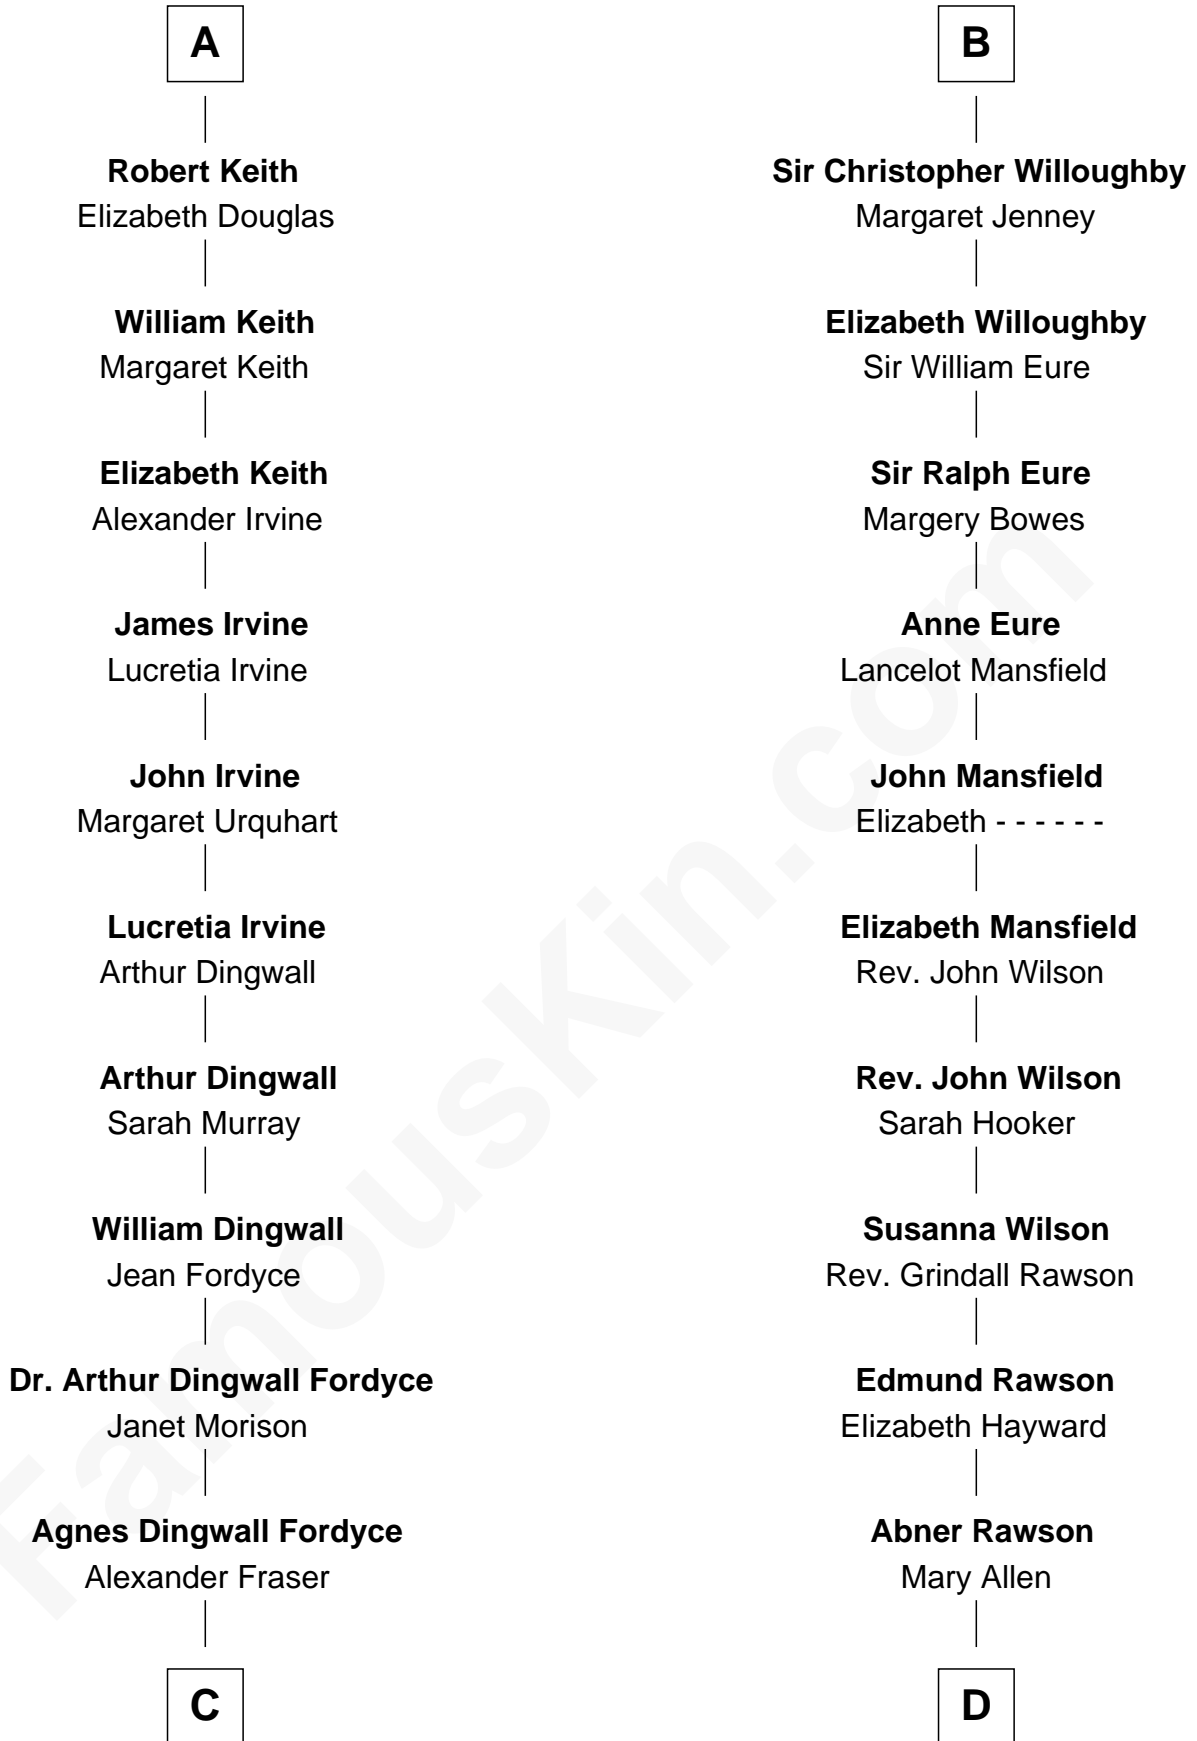 A
Robert Keith
Elizabeth Douglas
William Keith
Margaret Keith
Elizabeth Keith
Alexander Irvine
James Irvine
Lucretia Irvine
John Irvine
Margaret Urquhart
Lucretia Irvine
Arthur Dingwall
Arthur Dingwall
Sarah Murray
William Dingwall
Jean Fordyce
Dr. Arthur Dingwall Fordyce
Janet Morison
Agnes Dingwall Fordyce
Alexander Fraser
C
B
Sir Christopher Willoughby
Margaret Jenney
Elizabeth Willoughby
Sir William Eure
Sir Ralph Eure
Margery Bowes
Anne Eure
Lancelot Mansfield
John Mansfield
Elizabeth - - - - - -
Elizabeth Mansfield
Rev. John Wilson
Rev. John Wilson
Sarah Hooker
Susanna Wilson
Rev. Grindall Rawson
Edmund Rawson
Elizabeth Hayward
Abner Rawson
Mary Allen
D
FamousKin.com